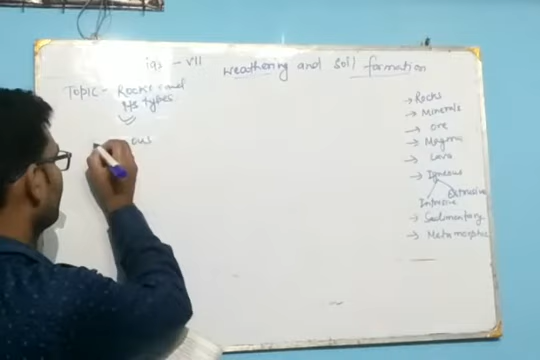 igs - VII weathering and soil formation
Topic - Rocks and
its types
ous
→ Rocks
→ Minerals
→ Ore
→ Magma
→ Lava
→ Igneous
Extrusive
Intrusive
→ Sedimentary
→ Metamorphic